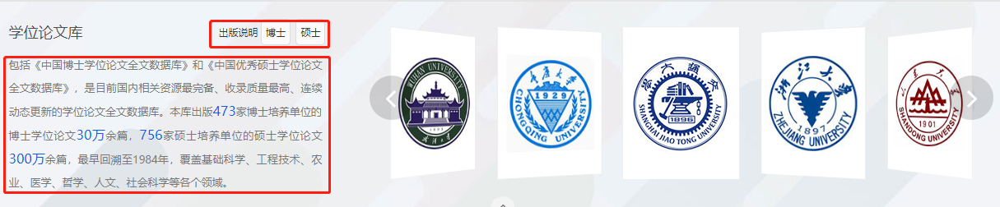 学位论文库
出版说明 博士 硕士
包括《中国博士学位论文全文数据库》和《中国优秀硕士学位论文
全文数据库》，是目前国内相关资源最完备、收录质量最高、连续
动态更新的学位论文全文数据库。本库出版473家博士培养单位的
博士学位论文30万余篇，756家硕士培养单位的硕士学位论文
300万余篇，最早回溯至1984年，覆盖基础科学、工程技术、农
业、医学、哲学、人文、社会科学等各个领域。
WUHAN UNIVERSITY
1893
武汉大学
重庆大学
1929
CHONGQING UNIVERSITY
學大通交
1896
SHANGHAI JIAO TONG UNIVERSITY
浙江大学
1897
ZHEJIANG UNIVERSITY
山东大学
1901
SHANDONG UNIVERSITY